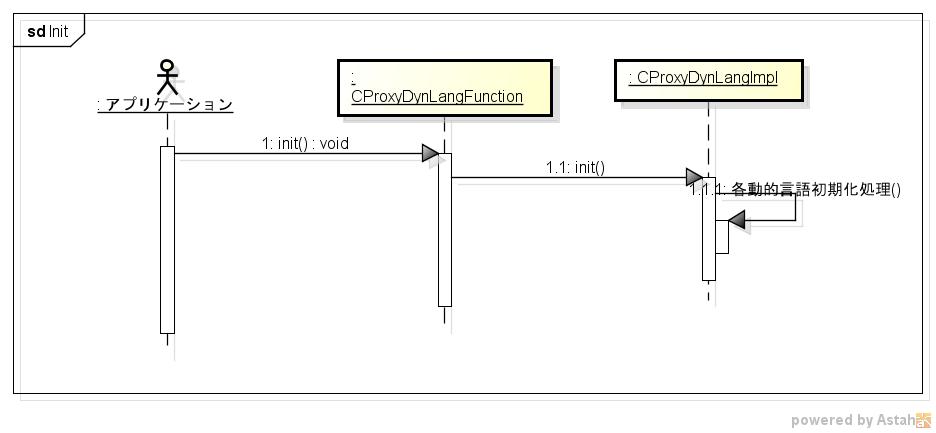 sd Init
: アプリケーション
:
CProxyDynLangFunction
: CProxyDynLangImpl
1: init() : void
1.1: init()
1.1.1: 各動的言語初期化処理()
powered by Astah